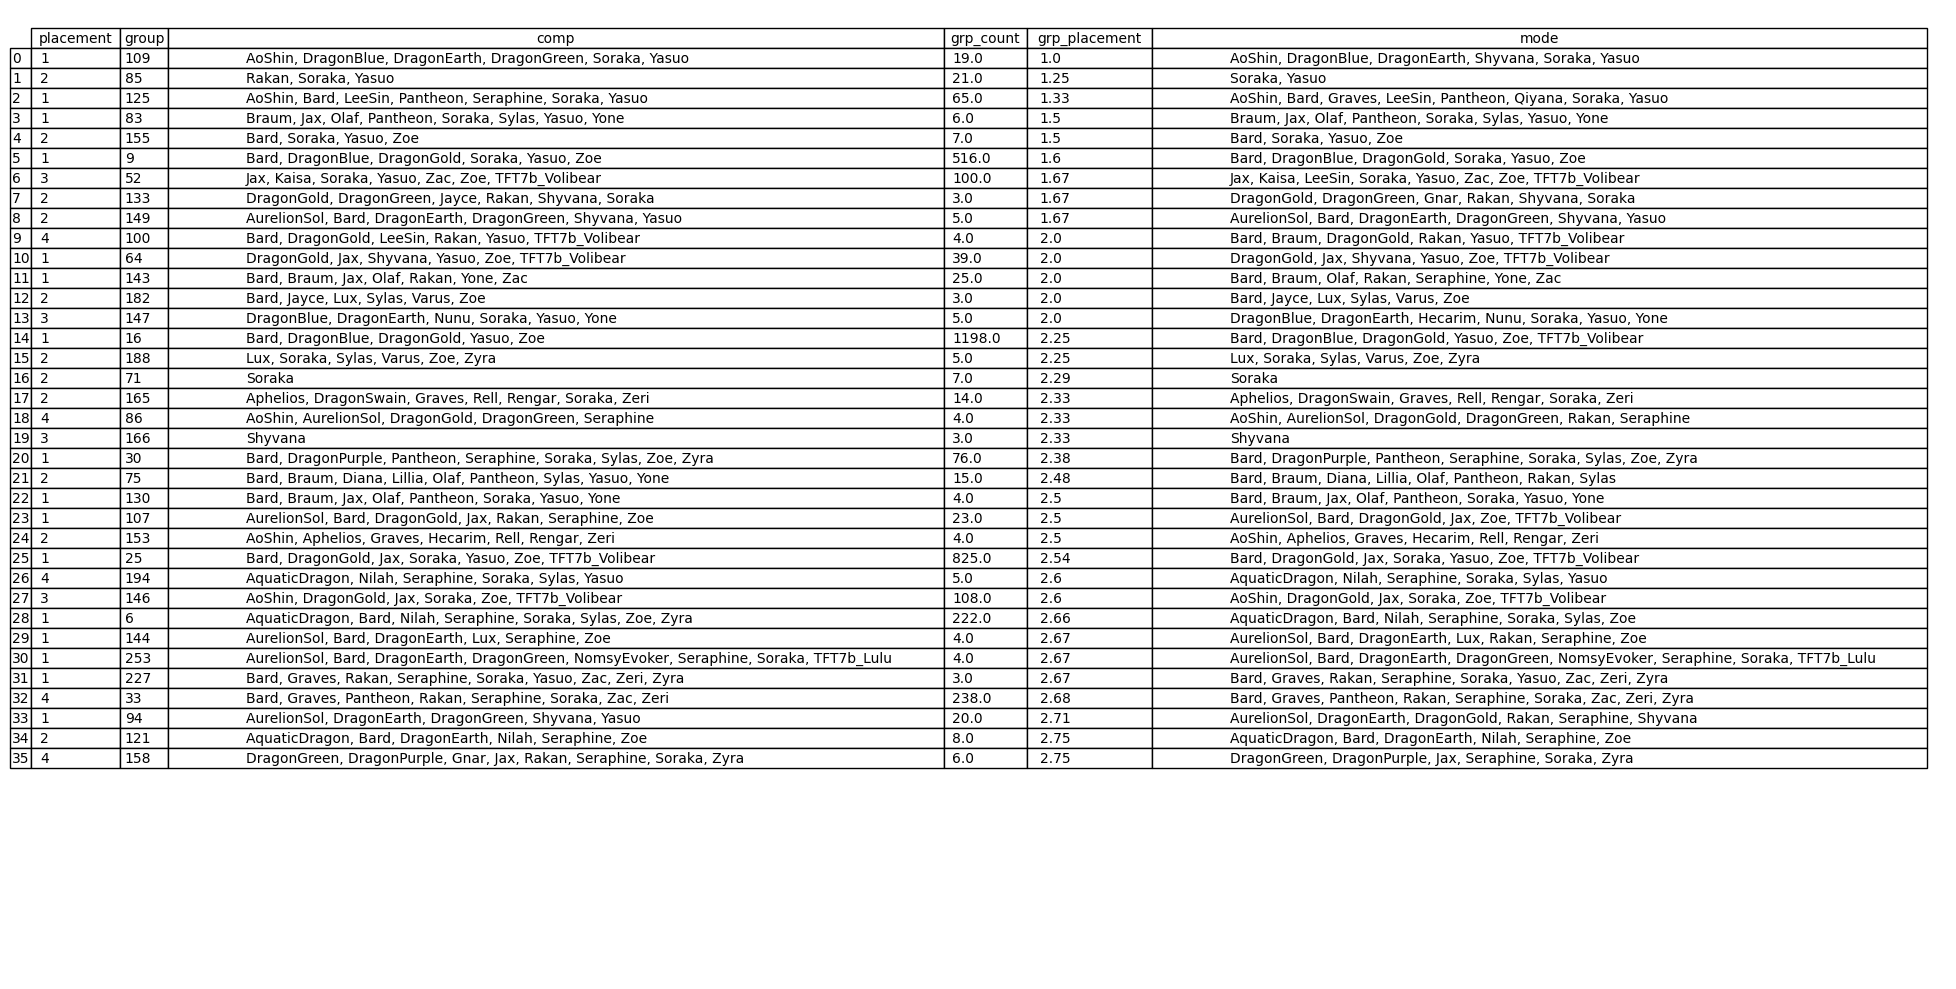 placement group comp grp_count grp_placement mode
0 1 109 AoShin, DragonBlue, DragonEarth, DragonGreen, Soraka, Yasuo 19.0 1.0 AoShin, DragonBlue, DragonEarth, Shyvana, Soraka, Yasuo
1 2 85 Rakan, Soraka, Yasuo 21.0 1.25 Soraka, Yasuo
2 1 125 AoShin, Bard, LeeSin, Pantheon, Seraphine, Soraka, Yasuo 65.0 1.33 AoShin, Bard, Graves, LeeSin, Pantheon, Qiyana, Soraka, Yasuo
3 1 83 Braum, Jax, Olaf, Pantheon, Soraka, Sylas, Yasuo, Yone 6.0 1.5 Braum, Jax, Olaf, Pantheon, Soraka, Sylas, Yasuo, Yone
4 2 155 Bard, Soraka, Yasuo, Zoe 7.0 1.5 Bard, Soraka, Yasuo, Zoe
5 1 9 Bard, DragonBlue, DragonGold, Soraka, Yasuo, Zoe 516.0 1.6 Bard, DragonBlue, DragonGold, Soraka, Yasuo, Zoe
6 3 52 Jax, Kaisa, Soraka, Yasuo, Zac, Zoe, TFT7b_Volibear 100.0 1.67 Jax, Kaisa, LeeSin, Soraka, Yasuo, Zac, Zoe, TFT7b_Volibear
7 2 133 DragonGold, DragonGreen, Jayce, Rakan, Shyvana, Soraka 3.0 1.67 DragonGold, DragonGreen, Gnar, Rakan, Shyvana, Soraka
8 2 149 AurelionSol, Bard, DragonEarth, DragonGreen, Shyvana, Yasuo 5.0 1.67 AurelionSol, Bard, DragonEarth, DragonGreen, Shyvana, Yasuo
9 4 100 Bard, DragonGold, LeeSin, Rakan, Yasuo, TFT7b_Volibear 4.0 2.0 Bard, Braum, DragonGold, Rakan, Yasuo, TFT7b_Volibear
10 1 64 DragonGold, Jax, Shyvana, Yasuo, Zoe, TFT7b_Volibear 39.0 2.0 DragonGold, Jax, Shyvana, Yasuo, Zoe, TFT7b_Volibear
11 1 143 Bard, Braum, Jax, Olaf, Rakan, Yone, Zac 25.0 2.0 Bard, Braum, Olaf, Rakan, Seraphine, Yone, Zac
12 2 182 Bard, Jayce, Lux, Sylas, Varus, Zoe 3.0 2.0 Bard, Jayce, Lux, Sylas, Varus, Zoe
13 3 147 DragonBlue, DragonEarth, Nunu, Soraka, Yasuo, Yone 5.0 2.0 DragonBlue, DragonEarth, Hecarim, Nunu, Soraka, Yasuo, Yone
14 1 16 Bard, DragonBlue, DragonGold, Yasuo, Zoe 1198.0 2.25 Bard, DragonBlue, DragonGold, Yasuo, Zoe, TFT7b_Volibear
15 2 188 Lux, Soraka, Sylas, Varus, Zoe, Zyra 5.0 2.25 Lux, Soraka, Sylas, Varus, Zoe, Zyra
16 2 71 Soraka 7.0 2.29 Soraka
17 2 165 Aphelios, DragonSwain, Graves, Rell, Rengar, Soraka, Zeri 14.0 2.33 Aphelios, DragonSwain, Graves, Rell, Rengar, Soraka, Zeri
18 4 86 AoShin, AurelionSol, DragonGold, DragonGreen, Seraphine 4.0 2.33 AoShin, AurelionSol, DragonGold, DragonGreen, Rakan, Seraphine
19 3 166 Shyvana 3.0 2.33 Shyvana
20 1 30 Bard, DragonPurple, Pantheon, Seraphine, Soraka, Sylas, Zoe, Zyra 76.0 2.38 Bard, DragonPurple, Pantheon, Seraphine, Soraka, Sylas, Zoe, Zyra
21 2 75 Bard, Braum, Diana, Lillia, Olaf, Pantheon, Sylas, Yasuo, Yone 15.0 2.48 Bard, Braum, Diana, Lillia, Olaf, Pantheon, Rakan, Sylas
22 1 130 Bard, Braum, Jax, Olaf, Pantheon, Soraka, Yasuo, Yone 4.0 2.5 Bard, Braum, Jax, Olaf, Pantheon, Soraka, Yasuo, Yone
23 1 107 AurelionSol, Bard, DragonGold, Jax, Rakan, Seraphine, Zoe 23.0 2.5 AurelionSol, Bard, DragonGold, Jax, Zoe, TFT7b_Volibear
24 2 153 AoShin, Aphelios, Graves, Hecarim, Rell, Rengar, Zeri 4.0 2.5 AoShin, Aphelios, Graves, Hecarim, Rell, Rengar, Zeri
25 1 25 Bard, DragonGold, Jax, Soraka, Yasuo, Zoe, TFT7b_Volibear 825.0 2.54 Bard, DragonGold, Jax, Soraka, Yasuo, Zoe, TFT7b_Volibear
26 4 194 AquaticDragon, Nilah, Seraphine, Soraka, Sylas, Yasuo 5.0 2.6 AquaticDragon, Nilah, Seraphine, Soraka, Sylas, Yasuo
27 3 146 AoShin, DragonGold, Jax, Soraka, Zoe, TFT7b_Volibear 108.0 2.6 AoShin, DragonGold, Jax, Soraka, Zoe, TFT7b_Volibear
28 1 6 AquaticDragon, Bard, Nilah, Seraphine, Soraka, Sylas, Zoe, Zyra 222.0 2.66 AquaticDragon, Bard, Nilah, Seraphine, Soraka, Sylas, Zoe
29 1 144 AurelionSol, Bard, DragonEarth, Lux, Seraphine, Zoe 4.0 2.67 AurelionSol, Bard, DragonEarth, Lux, Rakan, Seraphine, Zoe
30 1 253 AurelionSol, Bard, DragonEarth, DragonGreen, NomsyEvoker, Seraphine, Soraka, TFT7b_Lulu 4.0 2.67 AurelionSol, Bard, DragonEarth, DragonGreen, NomsyEvoker, Seraphine, Soraka, TFT7b_Lulu
31 1 227 Bard, Graves, Rakan, Seraphine, Soraka, Yasuo, Zac, Zeri, Zyra 3.0 2.67 Bard, Graves, Rakan, Seraphine, Soraka, Yasuo, Zac, Zeri, Zyra
32 4 33 Bard, Graves, Pantheon, Rakan, Seraphine, Soraka, Zac, Zeri 238.0 2.68 Bard, Graves, Pantheon, Rakan, Seraphine, Soraka, Zac, Zeri, Zyra
33 1 94 AurelionSol, DragonEarth, DragonGreen, Shyvana, Yasuo 20.0 2.71 AurelionSol, DragonEarth, DragonGold, Rakan, Seraphine, Shyvana
34 2 121 AquaticDragon, Bard, DragonEarth, Nilah, Seraphine, Zoe 8.0 2.75 AquaticDragon, Bard, DragonEarth, Nilah, Seraphine, Zoe
35 4 158 DragonGreen, DragonPurple, Gnar, Jax, Rakan, Seraphine, Soraka, Zyra 6.0 2.75 DragonGreen, DragonPurple, Jax, Seraphine, Soraka, Zyra